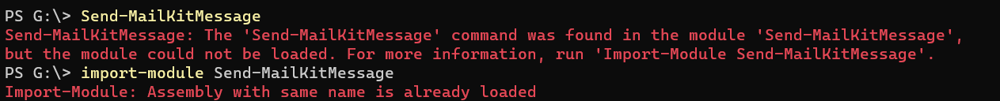 PS G:\> Send-MailKitMessage
Send-MailKitMessage: The 'Send-MailKitMessage' command was found in the module 'Send-MailKitMessage',
but the module could not be loaded. For more information, run 'Import-Module Send-MailKitMessage'.
PS G:\> import-module Send-MailKitMessage
Import-Module: Assembly with same name is already loaded